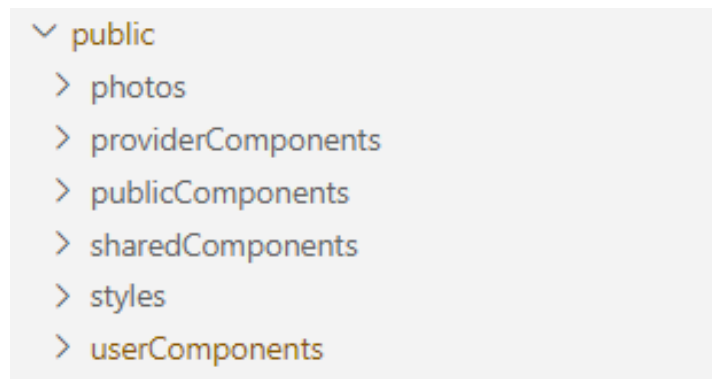 public
photos
providerComponents
publicComponents
sharedComponents
styles
userComponents